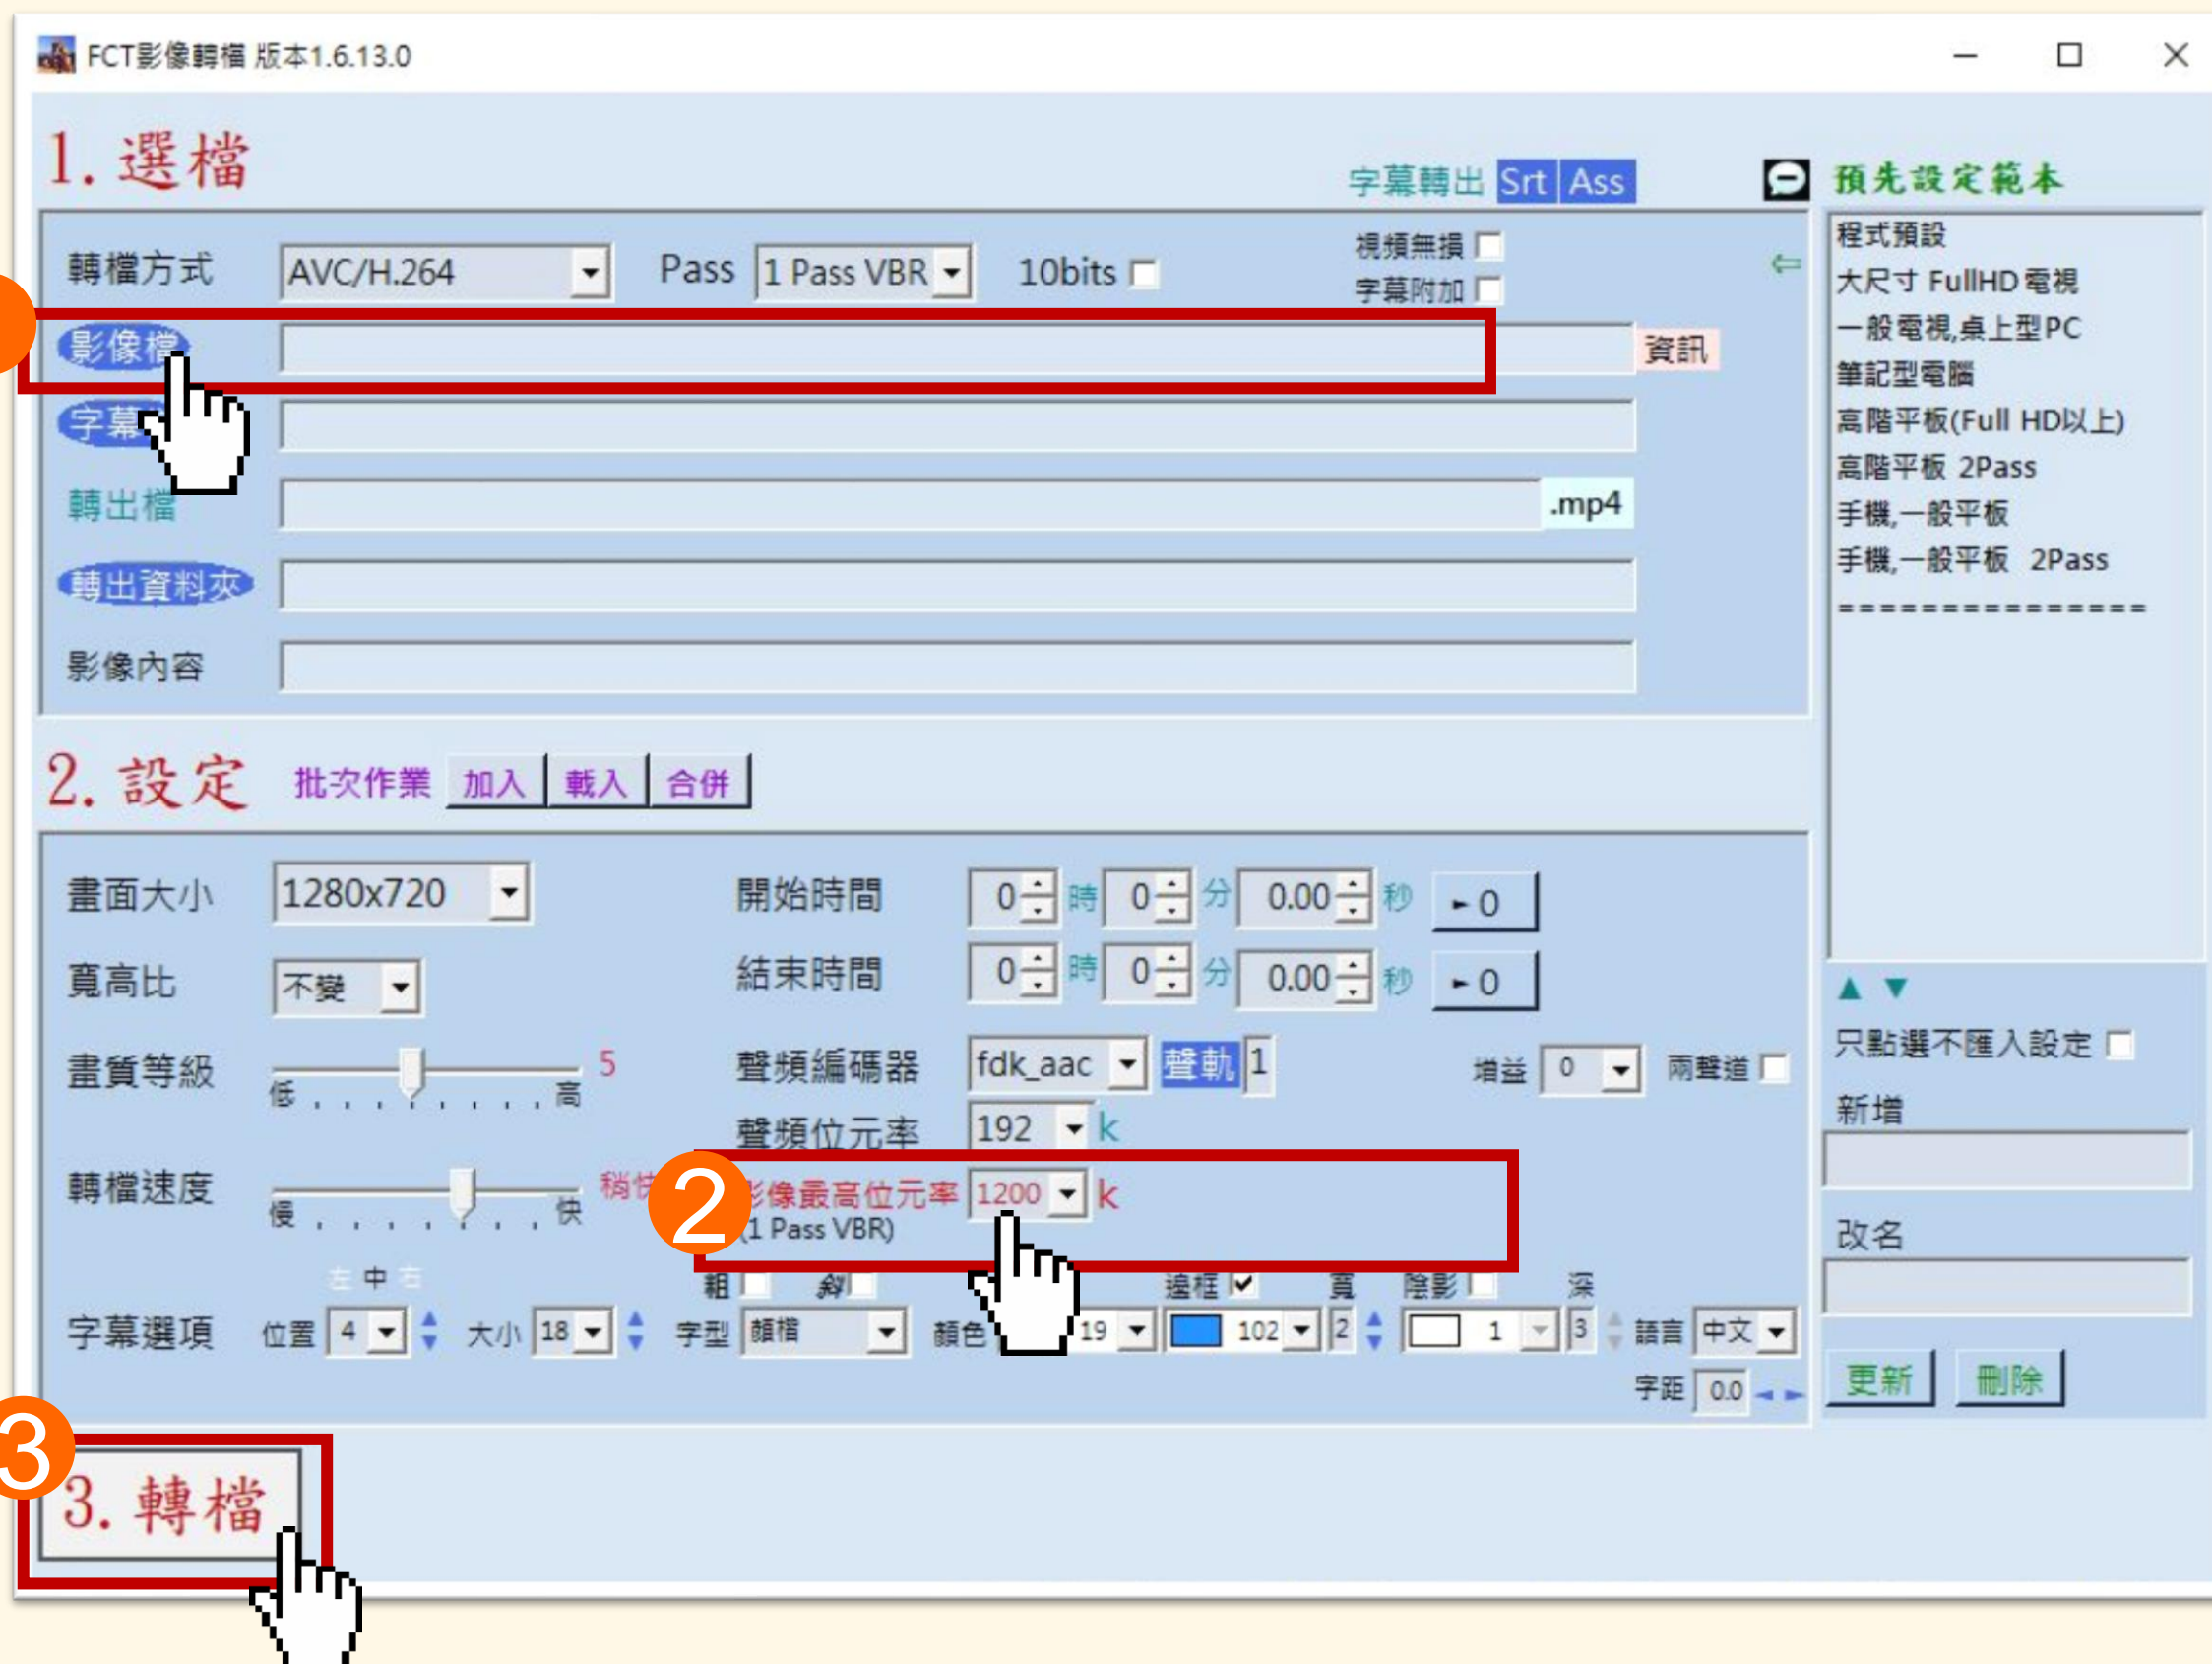 FCT影像轉檔 版本1.6.13.0
1. 選檔
字幕轉出 Srt Ass
轉檔方式 AVC/H.264 Pass 1 Pass VBR 10bits
視頻無損
字幕附加
影像檔 資訊
字幕
轉出檔 .mp4
轉出資料夾
影像內容
預先設定範本
程式預設
大尺寸 FullHD電視
一般電視,桌上型PC
筆記型電腦
高階平板(Full HD以上)
高階平板 2Pass
手機,一般平板
手機,一般平板 2Pass
===============
2. 設定 批次作業 加入 載入 合併
畫面大小 1280x720 開始時間 0 時 0 分 0.00 秒 ►0
寬高比 不變 結束時間 0 時 0 分 0.00 秒 ►0
畫質等級 低 高 5 聲頻編碼器 fdk_aac 聲軌 1 增益 0 兩聲道
聲頻位元率 192 k
轉檔速度 慢 快 稍快
2 影像最高位元率 1200 k
(1 Pass VBR)
左 中 右 粗 斜 邊框 寬 陰影 深
字幕選項 位置 4 大小 18 字型 顏楷 顏色 19 102 2 1 3 語言 中文
字距 0.0
▲ ▼
只點選不匯入設定
新增
改名
更新 刪除
3
3. 轉檔